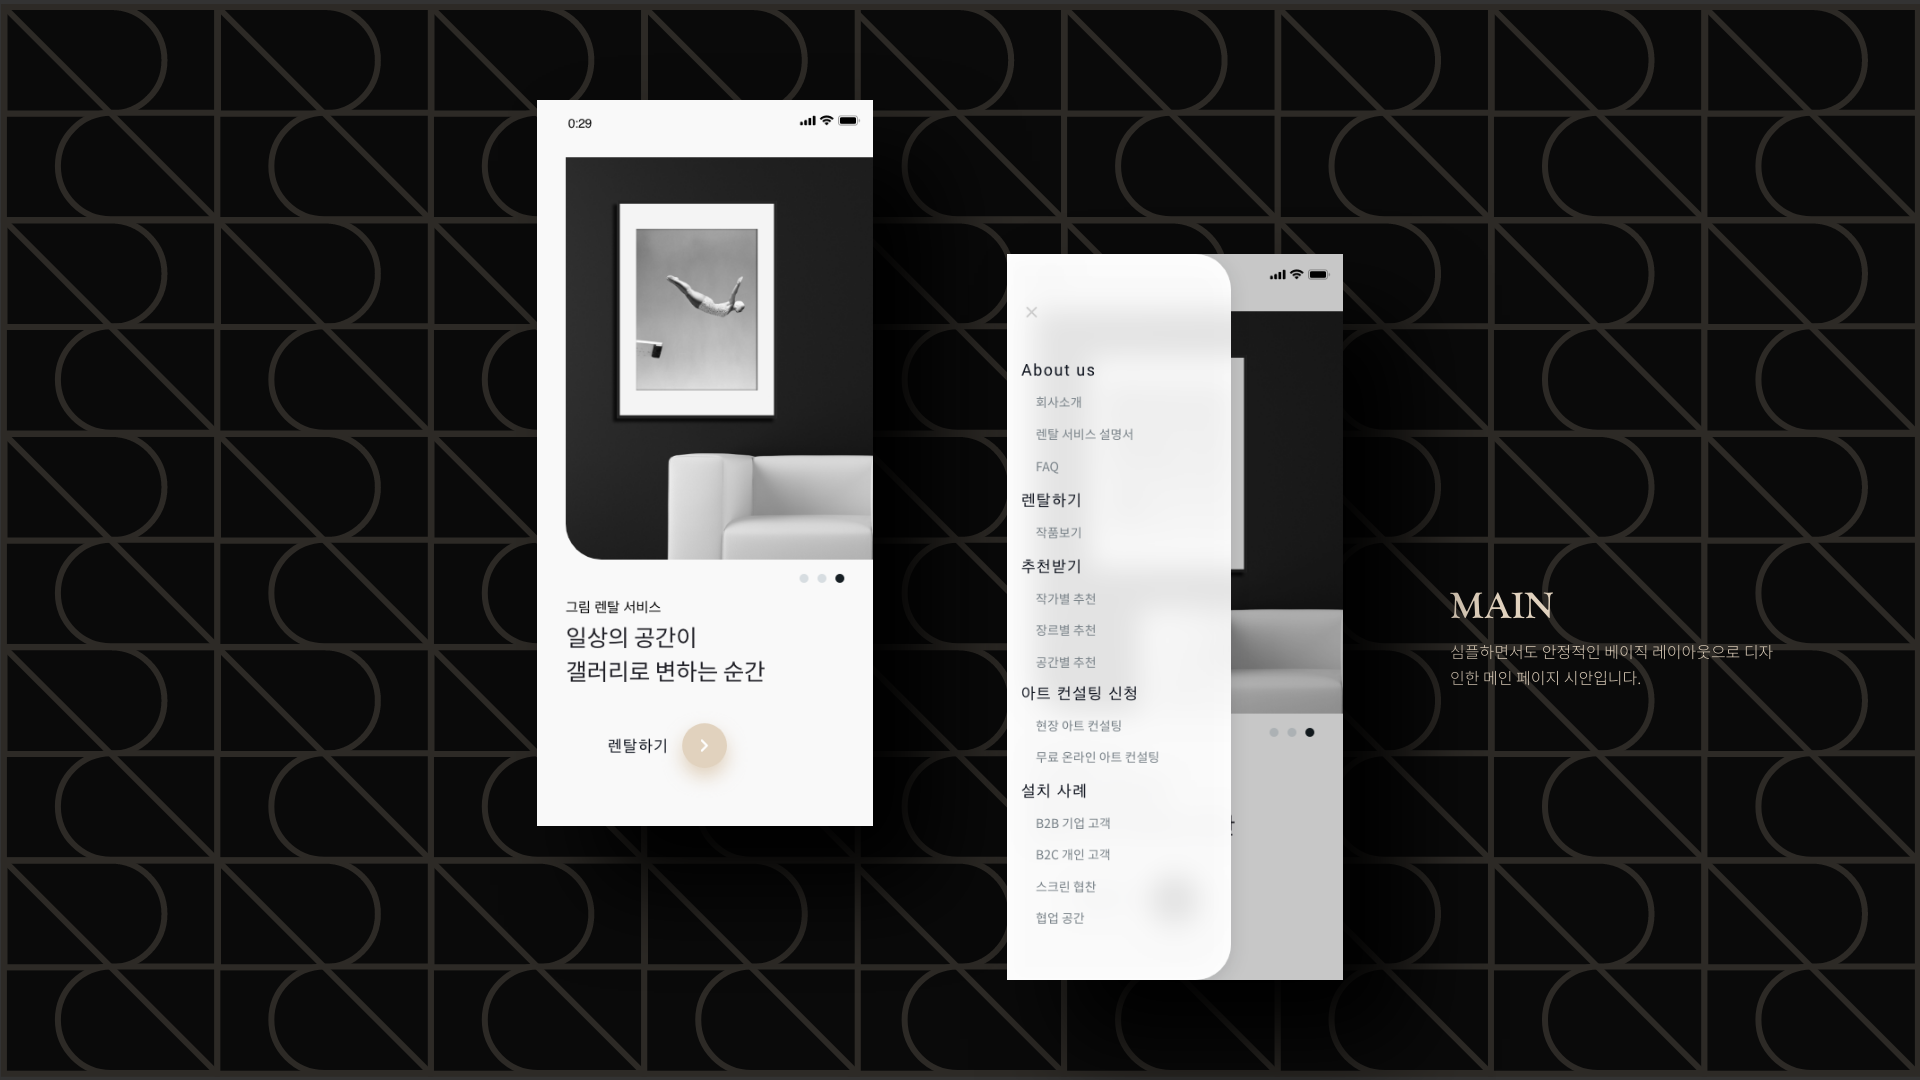 0:29
그림 렌탈 서비스
일상의 공간이
갤러리로 변하는 순간
렌탈하기
About us
회사소개
렌탈 서비스 설명서
FAQ
렌탈하기
작품보기
추천받기
작가별 추천
장르별 추천
공간별 추천
아트 컨설팅 신청
현장 아트 컨설팅
무료 온라인 아트 컨설팅
설치 사례
B2B 기업 고객
B2C 개인 고객
스크린 협찬
협업 공간
MAIN
심플하면서도 안정적인 베이직 레이아웃으로 디자
인한 메인 페이지 시안입니다.